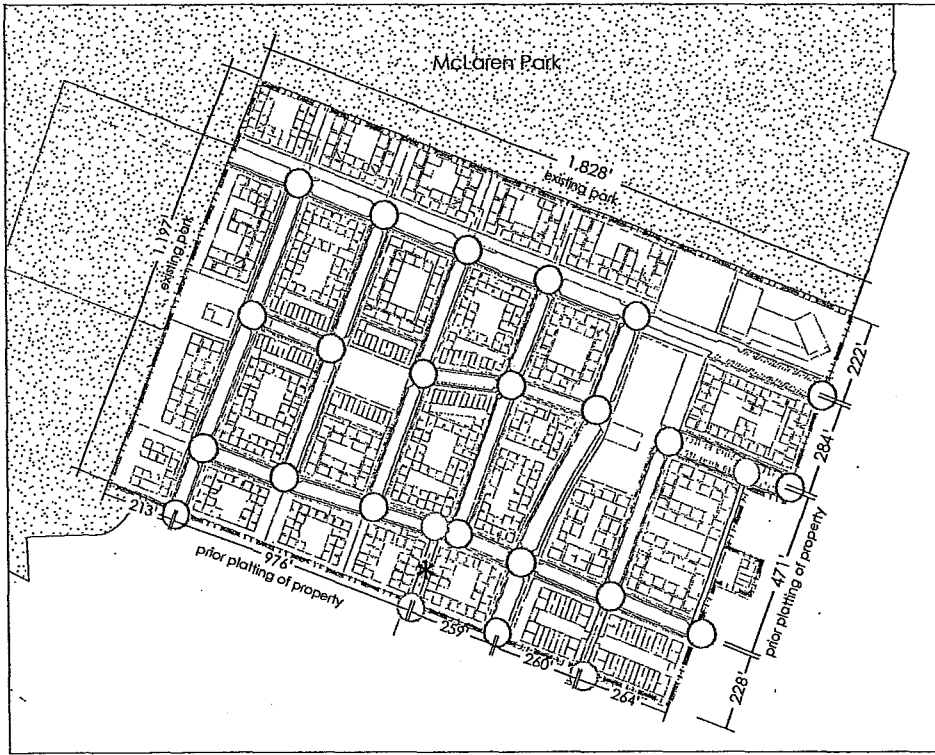 McLaren Park
1,828'
existing park
1,197'
existing park
222'
284'
471'
prior platting of property
228'
213'
976'
prior platting of property
259'
260'
264'